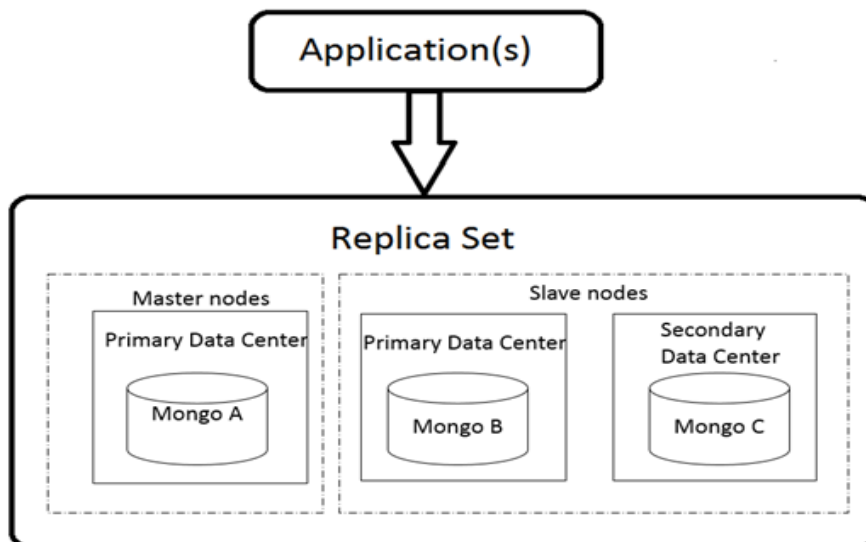 Application(s)
Replica Set
Master nodes
Primary Data Center
Mongo A
Slave nodes
Primary Data Center
Mongo B
Secondary
Data Center
Mongo C